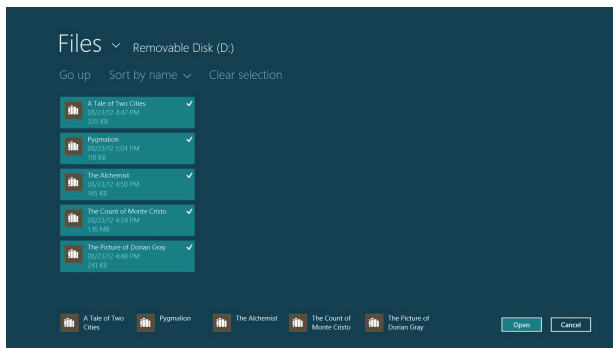 Files Removable Disk (D:)
Go up Sort by name Clear selection
A Tale of Two Cities
08/23/12 4:47 PM
335 KB
Pygmalion
08/23/12 5:04 PM
118 KB
The Alchemist
08/23/12 4:50 PM
145 KB
The Count of Monte Cristo
08/23/12 4:24 PM
1.16 MB
The Picture of Dorian Gray
08/23/12 4:48 PM
241 KB
A Tale of Two
Cities
Pygmalion
The Alchemist
The Count of
Monte Cristo
The Picture of
Dorian Gray
Open
Cancel